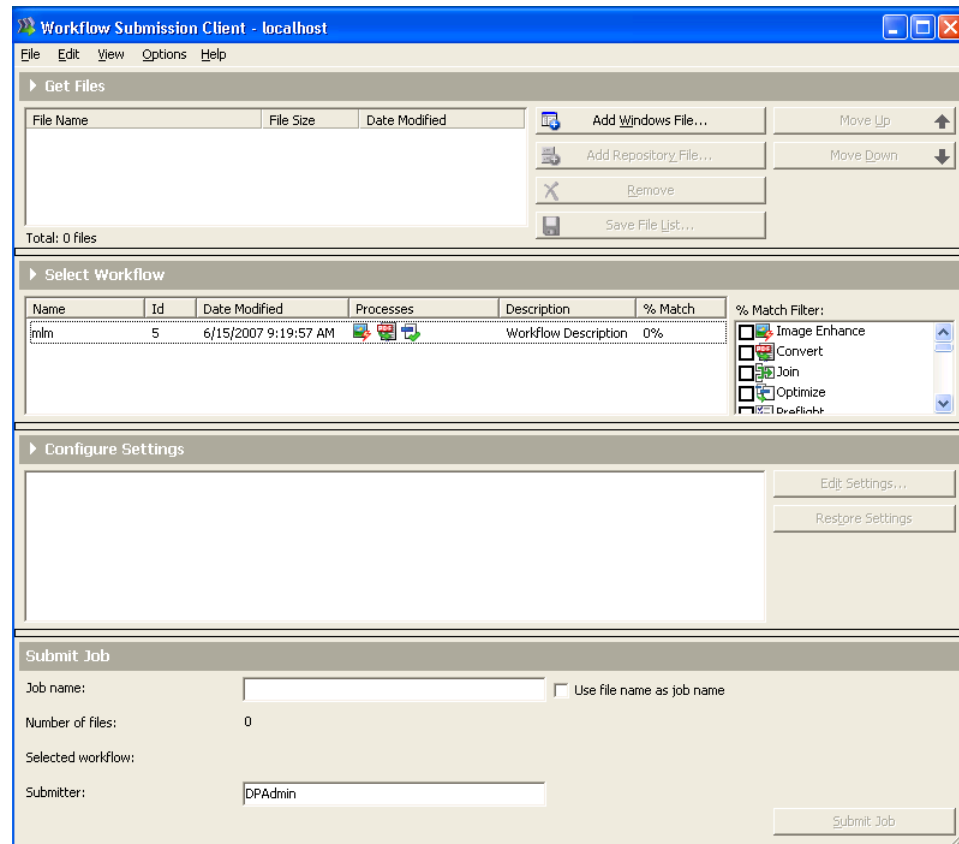 Workflow Submission Client - localhost
File Edit View Options Help
Get Files
File Name File Size Date Modified
Add Windows File...
Move Up
Add Repository File...
Move Down
Remove
Save File List...
Total: 0 files
Select Workflow
Name Id Date Modified Processes Description % Match
% Match Filter:
mlm 5 6/15/2007 9:19:57 AM Workflow Description 0%
Image Enhance
Convert
Join
Optimize
Preflight
Configure Settings
Edit Settings...
Restore Settings
Submit Job
Job name:
Use file name as job name
Number of files: 0
Selected workflow:
Submitter: DPAdmin
Submit Job